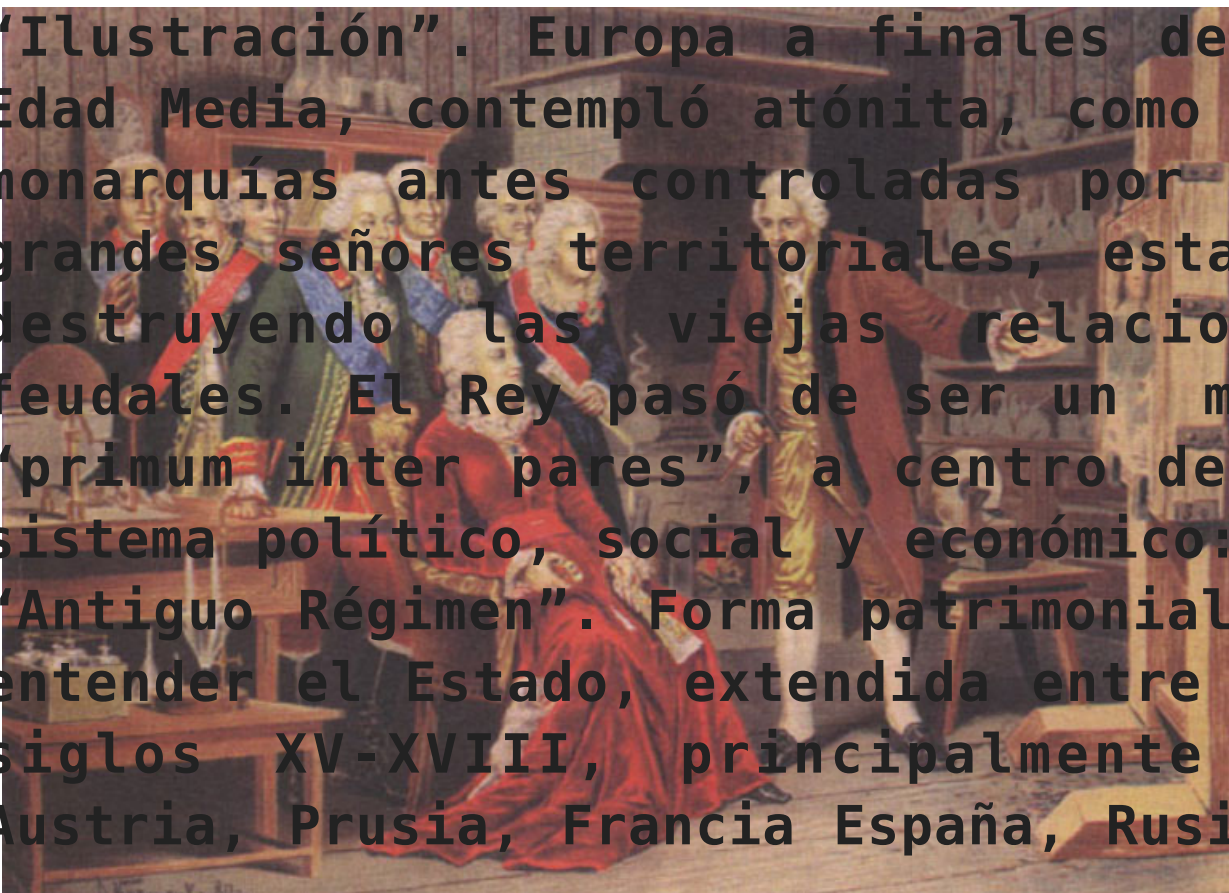 “Ilustración”. Europa a finales de
Edad Media, contempló atónita, como
monarquías antes controladas por
grandes señores territoriales, esta
destruyendo las viejas relacio
feudales. El Rey pasó de ser un m
“primum inter pares”, a centro de
sistema político, social y económico:
“Antiguo Régimen”. Forma patrimonial
entender el Estado, extendida entre
siglos XV-XVIII, principalmente
Austria, Prusia, Francia España, Rusi